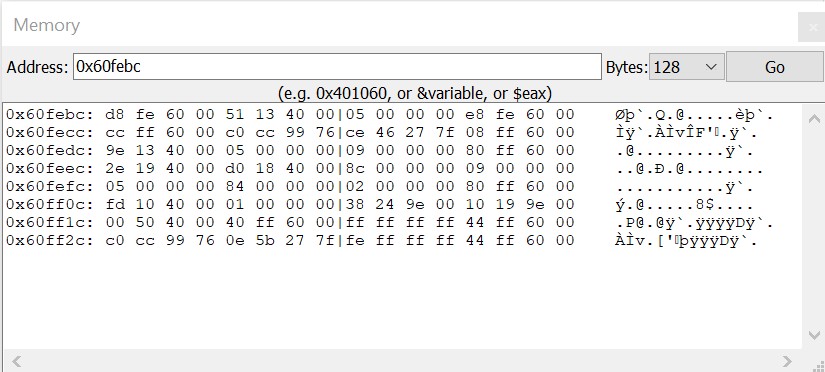 Memory
Address: 0x60febc Bytes: 128 Go
(e.g. 0x401060, or &variable, or $eax)
0x60febc: d8 fe 60 00 51 13 40 00|05 00 00 00 e8 fe 60 00 Øþ`.Q.@.....èþ`.
0x60fecc: cc ff 60 00 c0 cc 99 76|ce 46 27 7f 08 ff 60 00 Ìÿ`.ÀÌvÎF'.ÿ`.
0x60fedc: 9e 13 40 00 05 00 00 00|09 00 00 00 80 ff 60 00 .@.........ÿ`.
0x60feec: 2e 19 40 00 d0 18 40 00|8c 00 00 00 09 00 00 00 ..@.Ð.@........
0x60fefc: 05 00 00 00 84 00 00 00|02 00 00 00 80 ff 60 00 ...........ÿ`.
0x60ff0c: fd 10 40 00 01 00 00 00|38 24 9e 00 10 19 9e 00 ý.@.....8$....
0x60ff1c: 00 50 40 00 40 ff 60 00|ff ff ff ff 44 ff 60 00 .P@.@ÿ`.ÿÿÿÿDÿ`.
0x60ff2c: c0 cc 99 76 0e 5b 27 7f|fe ff ff ff 44 ff 60 00 ÀÌv.['þÿÿÿDÿ`.